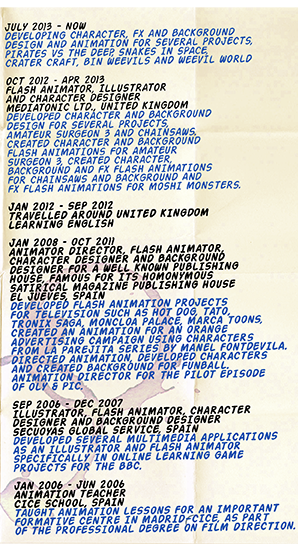 JULY 2013 - NOW
DEVELOPING CHARACTER, FX AND BACKGROUND
DESIGN AND ANIMATION FOR SEVERAL PROJECTS,
PIRATES VS THE DEEP SNAKES IN SPACE,
CRATER CRAFT, BIN WEEVILS AND WEEVIL WORLD
OCT 2012 - APR 2013
FLASH ANIMATOR, ILLUSTRATOR
AND CHARACTER DESIGNER
MEDIATONIC LTD., UNITED KINGDOM
DEVELOPED CHARACTER AND BACKGROUND
DESIGN FOR SEVERAL PROJECTS,
AMATEUR SURGEON 3 AND CHAINSAWS.
CREATED CHARACTER AND BACKGROUND
FLASH ANIMATIONS FOR AMATEUR
SURGEON 3, CREATED CHARACTER,
BACKGROUND AND FX FLASH ANIMATIONS
FOR CHAINSAWS AND BACKGROUND AND
FX FLASH ANIMATIONS FOR MOSHI MONSTERS.
JAN 2012 - SEP 2012
TRAVELLED AROUND UNITED KINGDOM
LEARNING ENGLISH
JAN 2008 - OCT 2011
ANIMATOR DIRECTOR, FLASH ANIMATOR,
CHARACTER DESIGNER AND BACKGROUND
DESIGNER FOR A WELL KNOWN PUBLISHING
HOUSE, FAMOUS FOR ITS HOMONYMOUS
SATIRICAL MAGAZINE PUBLISHING HOUSE
EL JUEVES, SPAIN
DEVELOPED FLASH ANIMATION PROJECTS
FOR TELEVISION SUCH AS HOT DOG, TATO,
TRONIX SAGA, MONCLOA PALACE, MARCA TOONS,
CREATED AN ANIMATION FOR AN ORANGE
ADVERTISING CAMPAIGN USING CHARACTERS
FROM LA PAREJITA SERIES BY MANEL FONTDEVILA.
DIRECTED ANIMATION, DEVELOPED CHARACTERS
AND CREATED BACKGROUND FOR FUNBALL.
ANIMATION DIRECTOR FOR THE PILOT EPISODE
OF OLY & PIC.
SEP 2006 - DEC 2007
ILLUSTRATOR, FLASH ANIMATOR, CHARACTER
DESIGNER AND BACKGROUND DESIGNER
SECUOYAS GLOBAL SERVICE, SPAIN
DEVELOPED SEVERAL MULTIMEDIA APPLICATIONS
AS AN ILLUSTRATOR AND FLASH ANIMATOR
SPECIFICALLY IN ONLINE LEARNING GAME
PROJECTS FOR THE BBC.
JAN 2006 - JUN 2006
ANIMATION TEACHER
CICE SCHOOL, SPAIN
TAUGHT ANIMATION LESSONS FOR AN IMPORTANT
FORMATIVE CENTRE IN MADRID-CICE, AS PART
OF THE PROFESSIONAL DEGREE ON FILM DIRECTION.